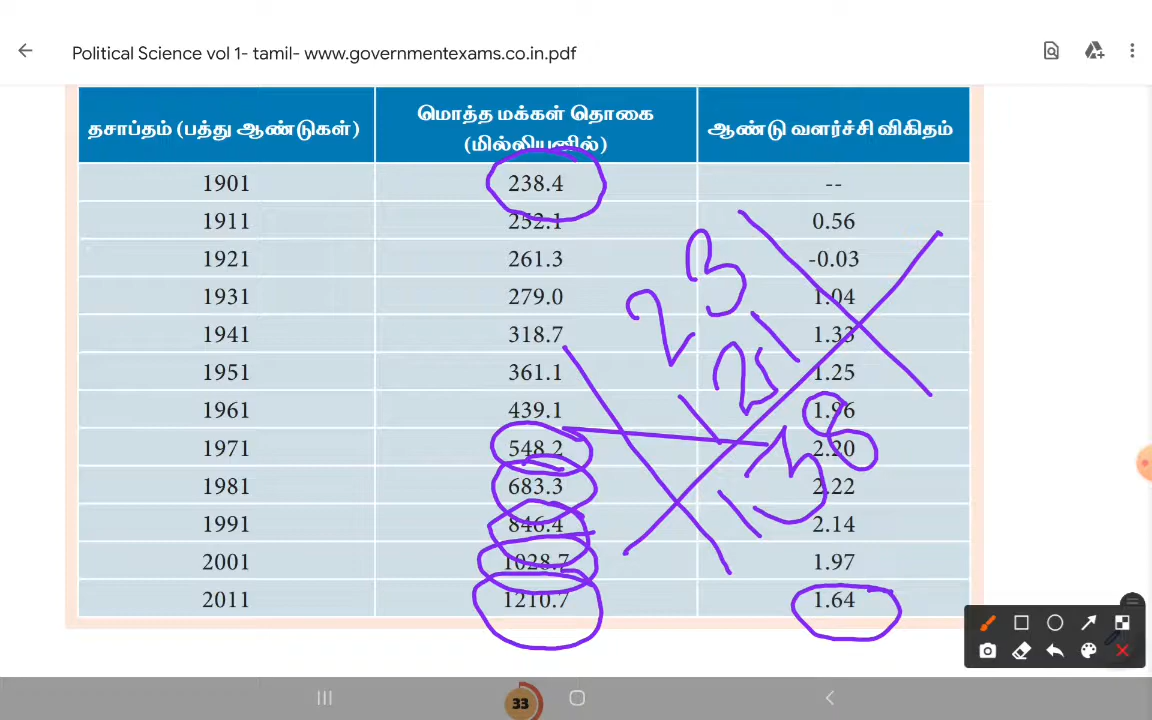 Political Science vol 1- tamil- www.governmentexams.co.in.pdf
தசாப்தம் (பத்து ஆண்டுகள்) மொத்த மக்கள் தொகை (மில்லியனில்) ஆண்டு வளர்ச்சி விகிதம்
1901 238.4 --
1911 252.1 0.56
1921 261.3 -0.03
1931 279.0 1.04
1941 318.7 1.33
1951 361.1 1.25
1961 439.1 1.96
1971 548.2 2.20
1981 683.3 2.22
1991 846.4 2.14
2001 1028.7 1.97
2011 1210.7 1.64
33